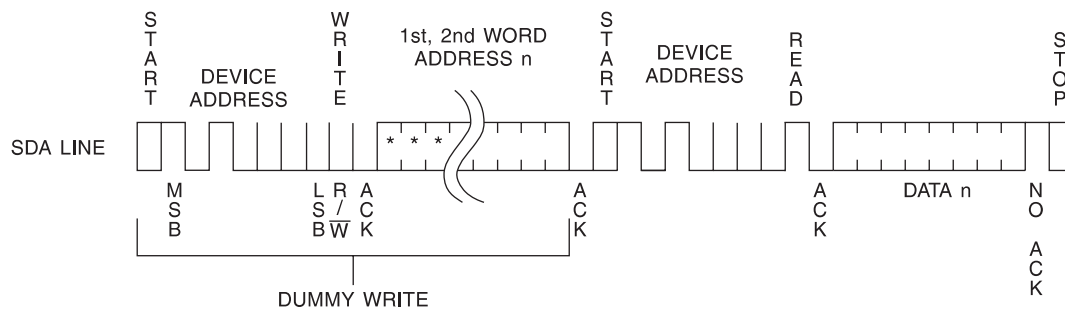 START
WRITE
1st, 2nd WORD
ADDRESS n
START
READ
STOP
DEVICE
ADDRESS
DEVICE
ADDRESS
SDA LINE
* * *
MSB
LSB
R/W
ACK
ACK
ACK
DATA n
NO ACK
DUMMY WRITE